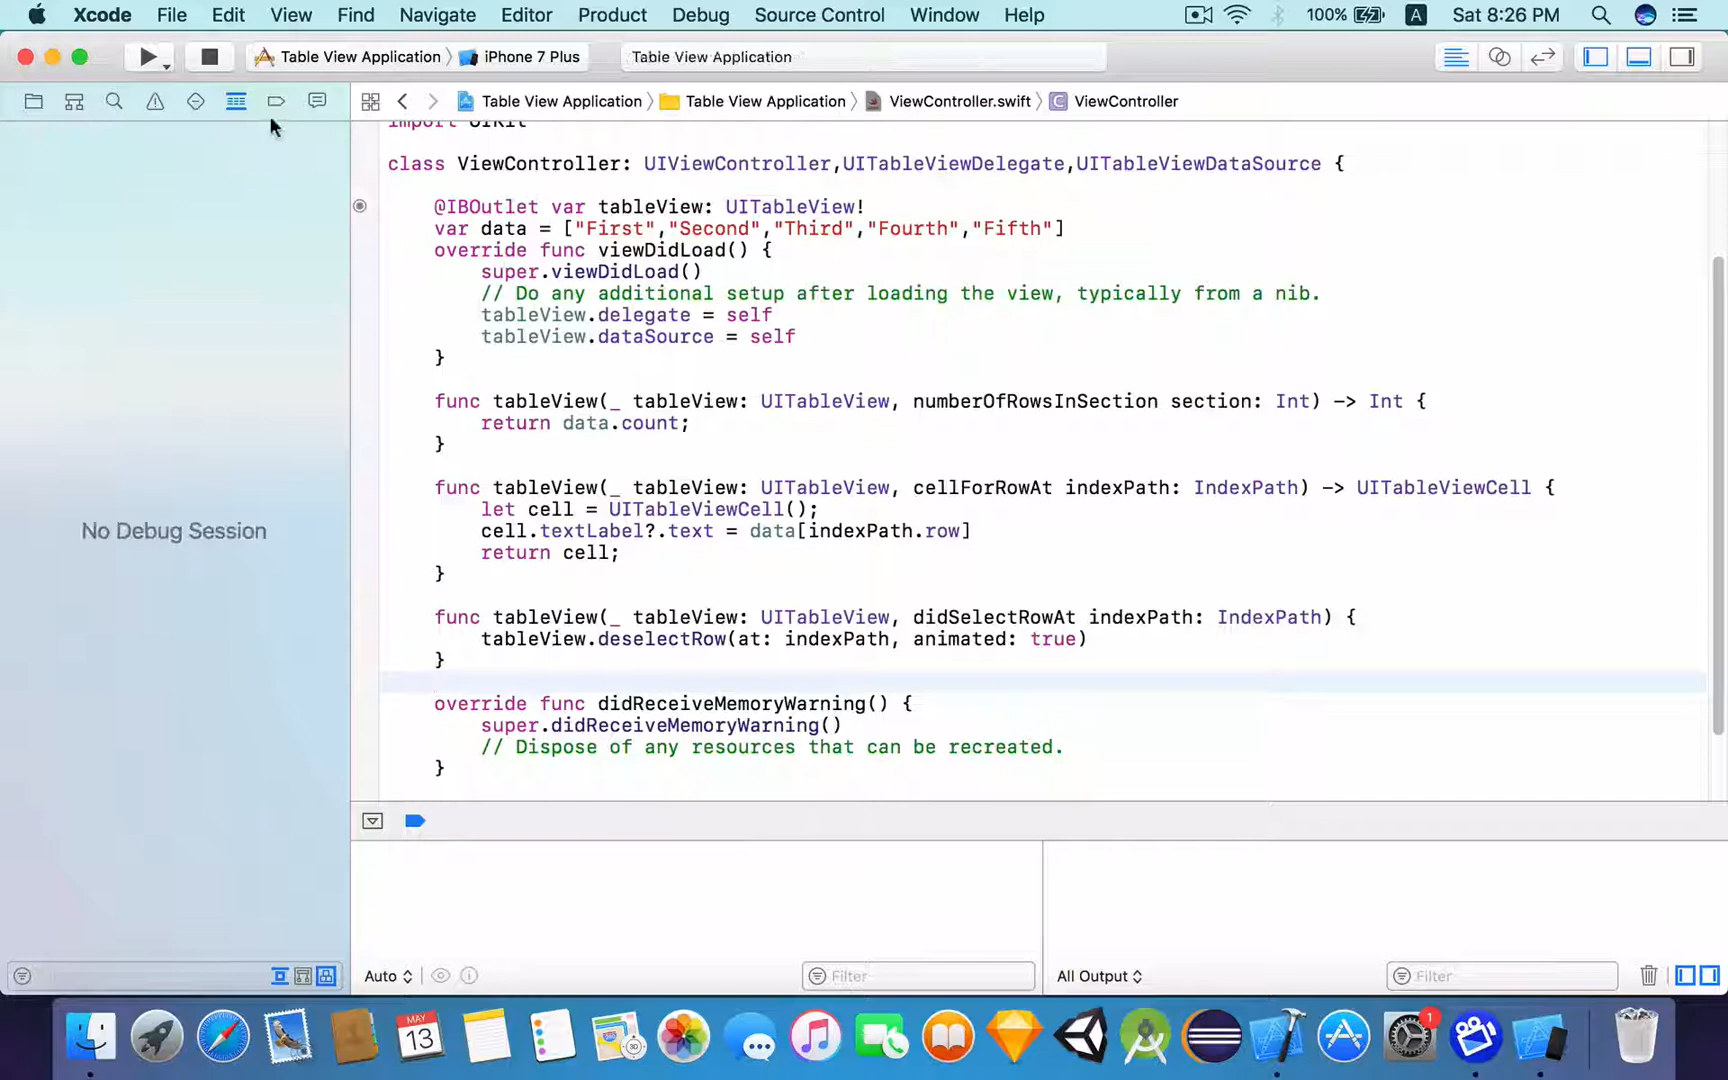 Xcode File Edit View Find Navigate Editor Product Debug Source Control Window Help 100% A Sat 8:26 PM
Table View Application iPhone 7 Plus Table View Application
Table View Application Table View Application ViewController.swift C ViewController
import UIKit
class ViewController: UIViewController,UITableViewDelegate,UITableViewDataSource {
@IBOutlet var tableView: UITableView!
var data = ["First","Second","Third","Fourth","Fifth"]
override func viewDidLoad() {
super.viewDidLoad()
// Do any additional setup after loading the view, typically from a nib.
tableView.delegate = self
tableView.dataSource = self
}
func tableView(_ tableView: UITableView, numberOfRowsInSection section: Int) -> Int {
return data.count;
}
func tableView(_ tableView: UITableView, cellForRowAt indexPath: IndexPath) -> UITableViewCell {
let cell = UITableViewCell();
cell.textLabel?.text = data[indexPath.row]
return cell;
}
func tableView(_ tableView: UITableView, didSelectRowAt indexPath: IndexPath) {
tableView.deselectRow(at: indexPath, animated: true)
}
override func didReceiveMemoryWarning() {
super.didReceiveMemoryWarning()
// Dispose of any resources that can be recreated.
}
No Debug Session
Auto Filter All Output Filter
MAY
13
3D
1